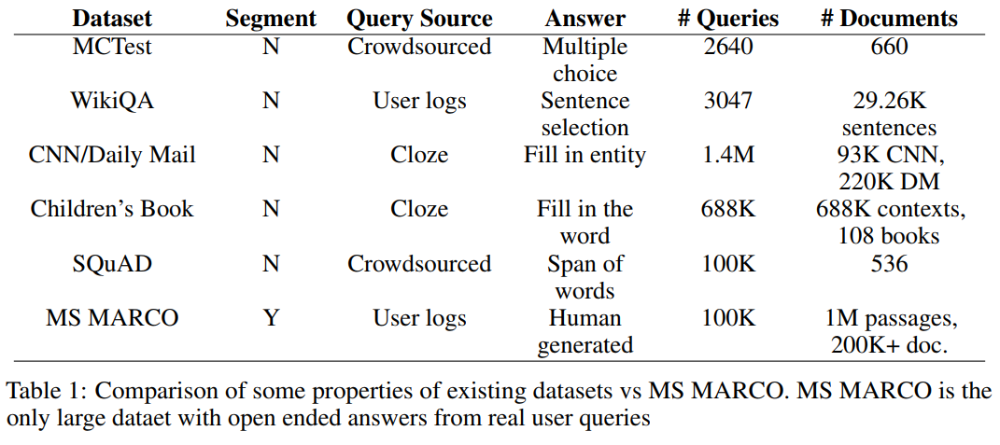 Dataset Segment Query Source Answer # Queries # Documents
MCTest N Crowdsourced Multiple choice 2640 660
WikiQA N User logs Sentence selection 3047 29.26K sentences
CNN/Daily Mail N Cloze Fill in entity 1.4M 93K CNN, 220K DM
Children's Book N Cloze Fill in the word 688K 688K contexts, 108 books
SQuAD N Crowdsourced Span of words 100K 536
MS MARCO Y User logs Human generated 100K 1M passages, 200K+ doc.
Table 1: Comparison of some properties of existing datasets vs MS MARCO. MS MARCO is the
only large dataet with open ended answers from real user queries